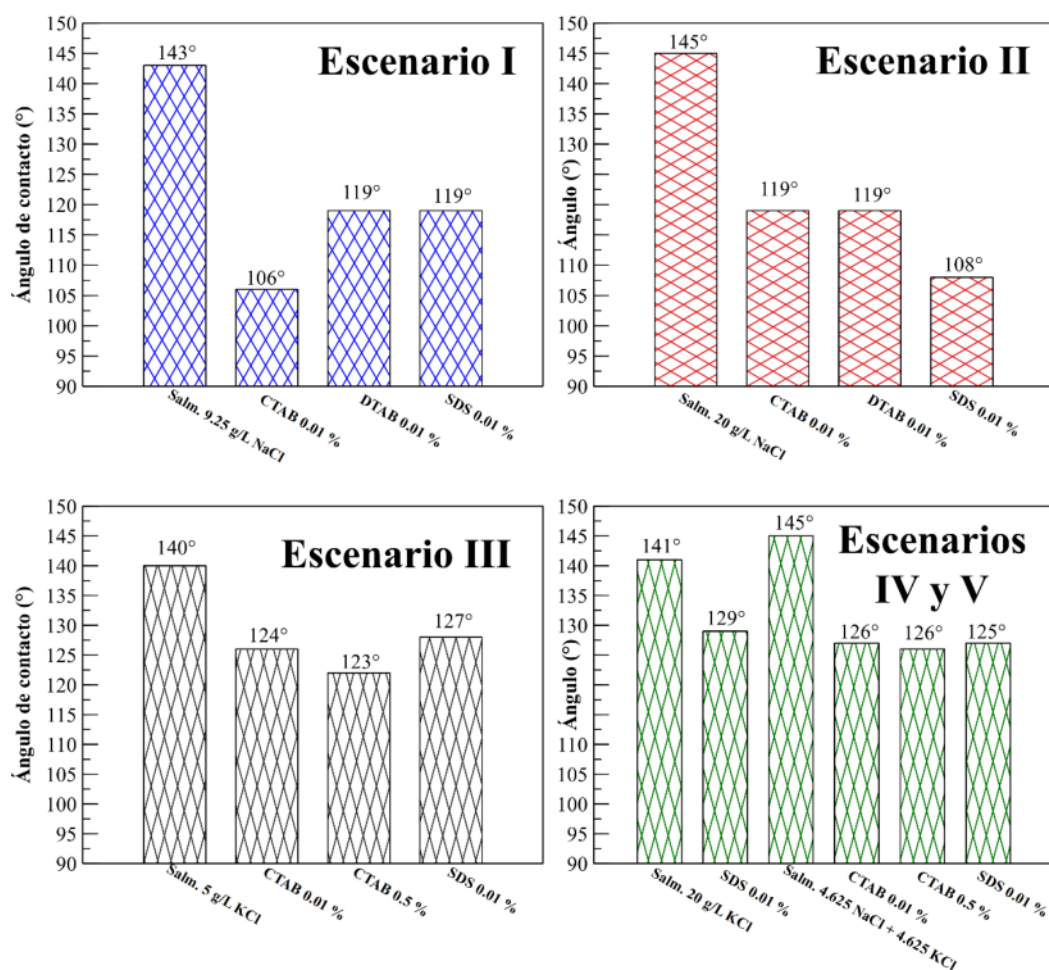 Escenario I
Ángulo de contacto (°)
150
145
140
135
130
125
120
115
110
105
100
95
90
143°
106°
119°
119°
Salm. 9.25 g/L NaCl
CTAB 0.01 %
DTAB 0.01 %
SDS 0.01 %
Escenario II
Ángulo (°)
150
145
140
135
130
125
120
115
110
105
100
95
90
145°
119°
119°
108°
Salm. 20 g/L NaCl
CTAB 0.01 %
DTAB 0.01 %
SDS 0.01 %
Escenario III
Ángulo de contacto (°)
150
145
140
135
130
125
120
115
110
105
100
95
90
140°
124°
123°
127°
Salm. 5 g/L KCl
CTAB 0.01 %
CTAB 0.5 %
SDS 0.01 %
Escenarios
IV y V
Ángulo (°)
150
145
140
135
130
125
120
115
110
105
100
95
90
141°
129°
145°
126°
126°
125°
Salm. 20 g/L KCl
SDS 0.01 %
Salm. 4.625 NaCl + 4.625 KCl
CTAB 0.01 %
CTAB 0.5 %
SDS 0.01 %